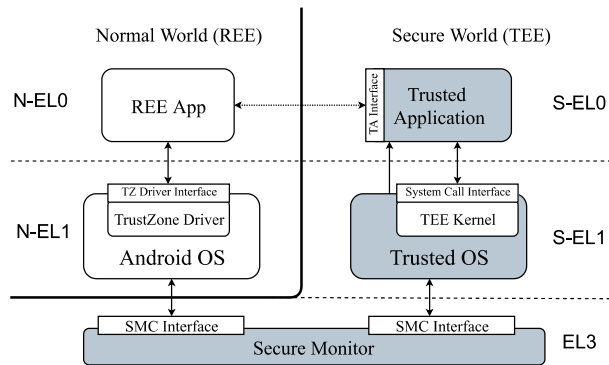 Normal World (REE)
Secure World (TEE)
N-EL0
REE App
TA Interface
Trusted
Application
S-EL0
TZ Driver Interface
TrustZone Driver
Android OS
N-EL1
System Call Interface
TEE Kernel
Trusted OS
S-EL1
SMC Interface
SMC Interface
Secure Monitor
EL3